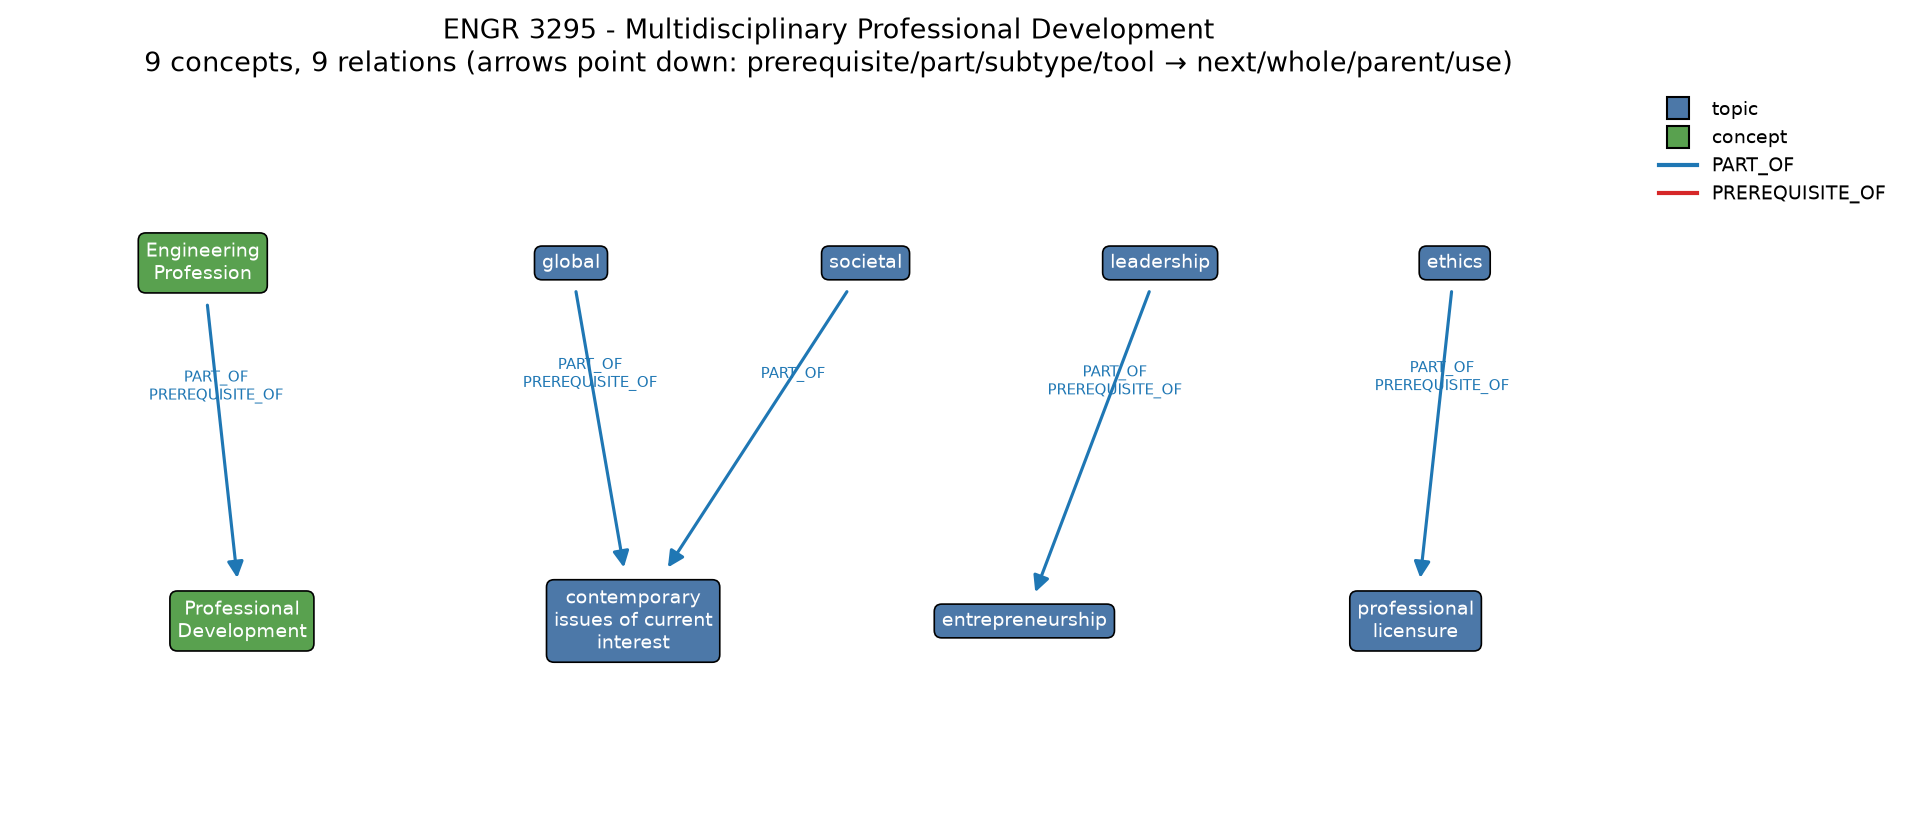 ENGR 3295 - Multidisciplinary Professional Development
9 concepts, 9 relations (arrows point down: prerequisite/part/subtype/tool → next/whole/parent/use)
topic
concept
PART_OF
PREREQUISITE_OF
Engineering
Profession
global
societal
leadership
ethics
PART_OF
PREREQUISITE_OF
PART_OF
PREREQUISITE_OF
PART_OF
PART_OF
PREREQUISITE_OF
PART_OF
PREREQUISITE_OF
Professional
Development
contemporary
issues of current
interest
entrepreneurship
professional
licensure